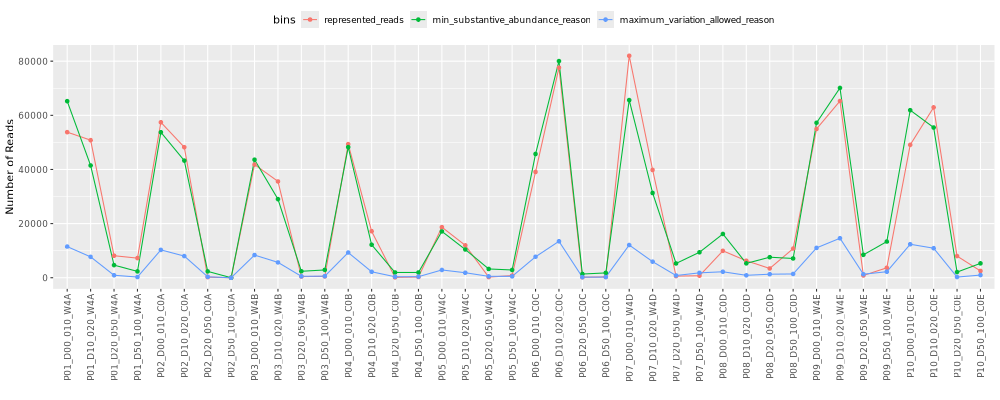 bins represented_reads min_substantive_abundance_reason maximum_variation_allowed_reason
Number of Reads
80000
60000
40000
20000
0
P01_D00_010_W4A
P01_D10_020_W4A
P01_D20_050_W4A
P01_D50_100_W4A
P02_D00_010_C0A
P02_D10_020_C0A
P02_D20_050_C0A
P02_D50_100_C0A
P03_D00_010_W4B
P03_D10_020_W4B
P03_D20_050_W4B
P03_D50_100_W4B
P04_D00_010_C0B
P04_D10_020_C0B
P04_D20_050_C0B
P04_D50_100_C0B
P05_D00_010_W4C
P05_D10_020_W4C
P05_D20_050_W4C
P05_D50_100_W4C
P06_D00_010_C0C
P06_D10_020_C0C
P06_D20_050_C0C
P06_D50_100_C0C
P07_D00_010_W4D
P07_D10_020_W4D
P07_D20_050_W4D
P07_D50_100_W4D
P08_D00_010_C0D
P08_D10_020_C0D
P08_D20_050_C0D
P08_D50_100_C0D
P09_D00_010_W4E
P09_D10_020_W4E
P09_D20_050_W4E
P09_D50_100_W4E
P10_D00_010_C0E
P10_D10_020_C0E
P10_D20_050_C0E
P10_D50_100_C0E